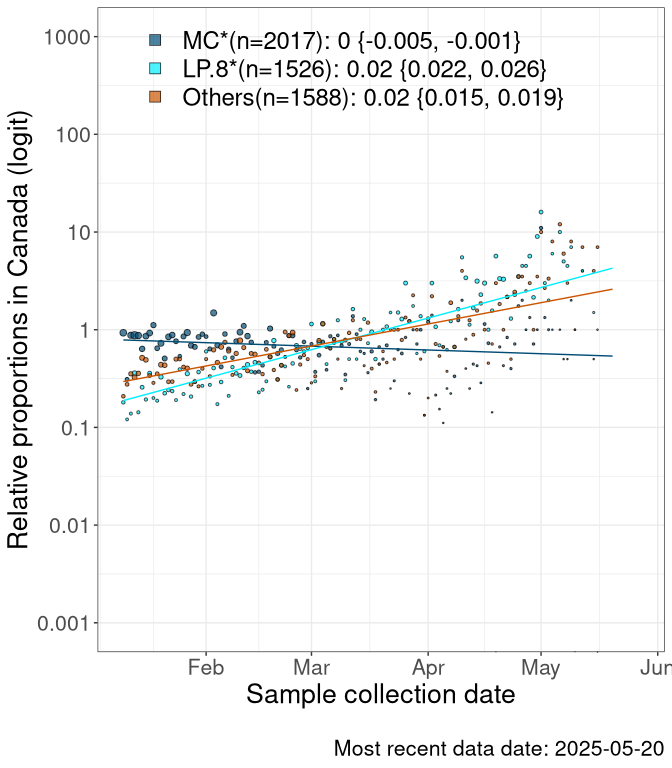 MC*(n=2017): 0 {-0.005, -0.001}
LP.8*(n=1526): 0.02 {0.022, 0.026}
Others(n=1588): 0.02 {0.015, 0.019}
Relative proportions in Canada (logit)
1000
100
10
1
0.1
0.01
0.001
Feb Mar Apr May Jun
Sample collection date
Most recent data date: 2025-05-20